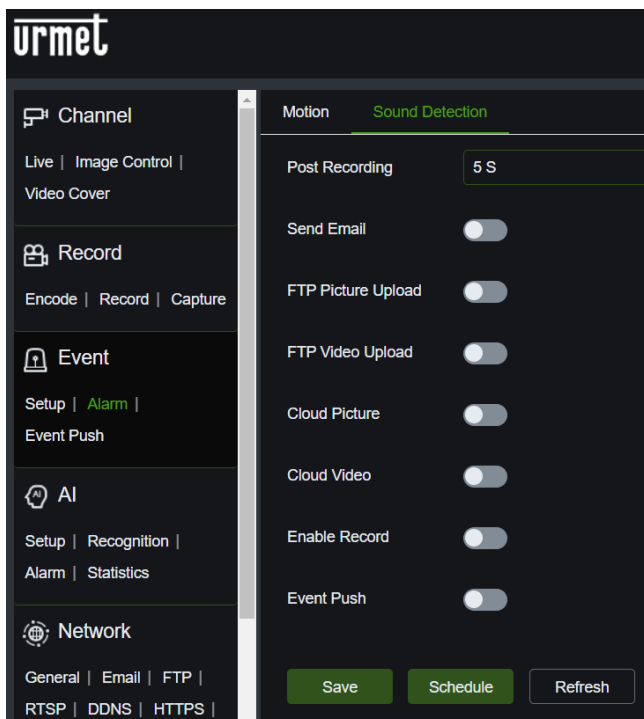 urmet
Channel
Live | Image Control |
Video Cover
Record
Encode | Record | Capture
Event
Setup | Alarm |
Event Push
AI
AI
Setup | Recognition |
Alarm | Statistics
Network
General | Email | FTP |
RTSP | DDNS | HTTPS |
Motion Sound Detection
Post Recording 5 S
Send Email
FTP Picture Upload
FTP Video Upload
Cloud Picture
Cloud Video
Enable Record
Event Push
Save Schedule Refresh